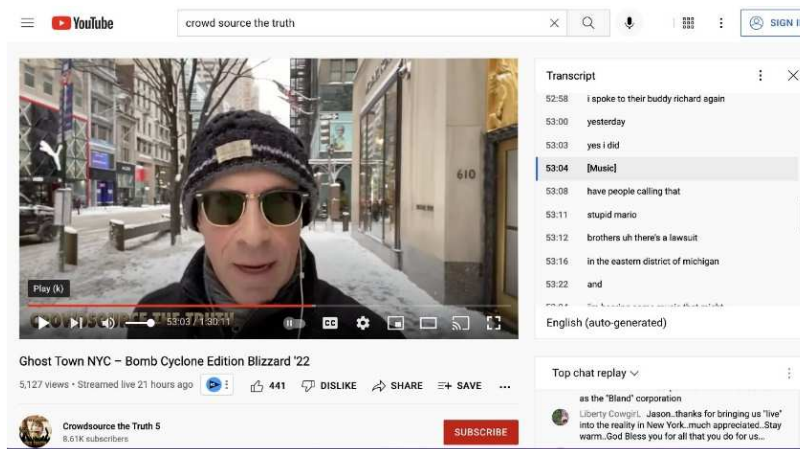 YouTube
crowd source the truth
SIGN I
PUMA
610
Play (k)
CROWDSOURCE THE TRUTH
53:03 / 1:30:11
CC
Transcript
52:58 i spoke to their buddy richard again
53:00 yesterday
53:03 yes i did
53:04 [Music]
53:08 have people calling that
53:11 stupid mario
53:12 brothers uh there's a lawsuit
53:16 in the eastern district of michigan
53:22 and
English (auto-generated)
Ghost Town NYC – Bomb Cyclone Edition Blizzard '22
5,127 views • Streamed live 21 hours ago
441
DISLIKE
SHARE
SAVE
Crowdsource the Truth 5
8.61K subscribers
SUBSCRIBE
Top chat replay
as the "Bland" corporation
Liberty CowgirL Jason..thanks for bringing us "live"
into the reality in New York..much appreciated..Stay
warm..God Bless you for all that you do for us...